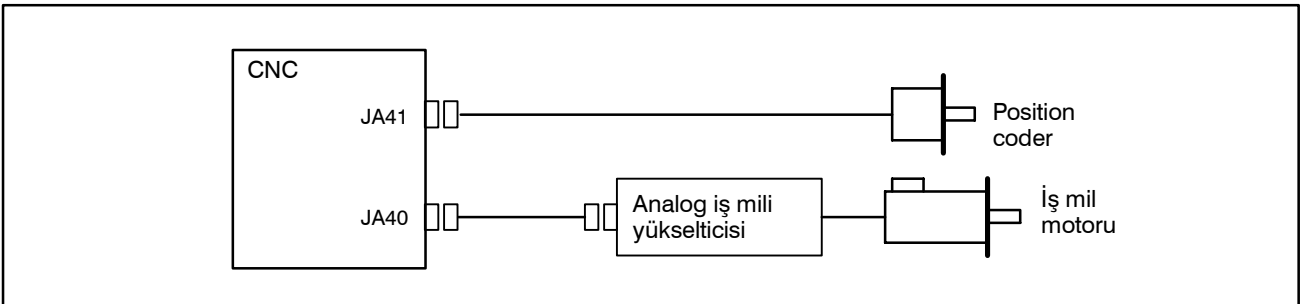 CNC
JA41
Position
coder
JA40
Analog iş mili
yükselticisi
İş mil
motoru